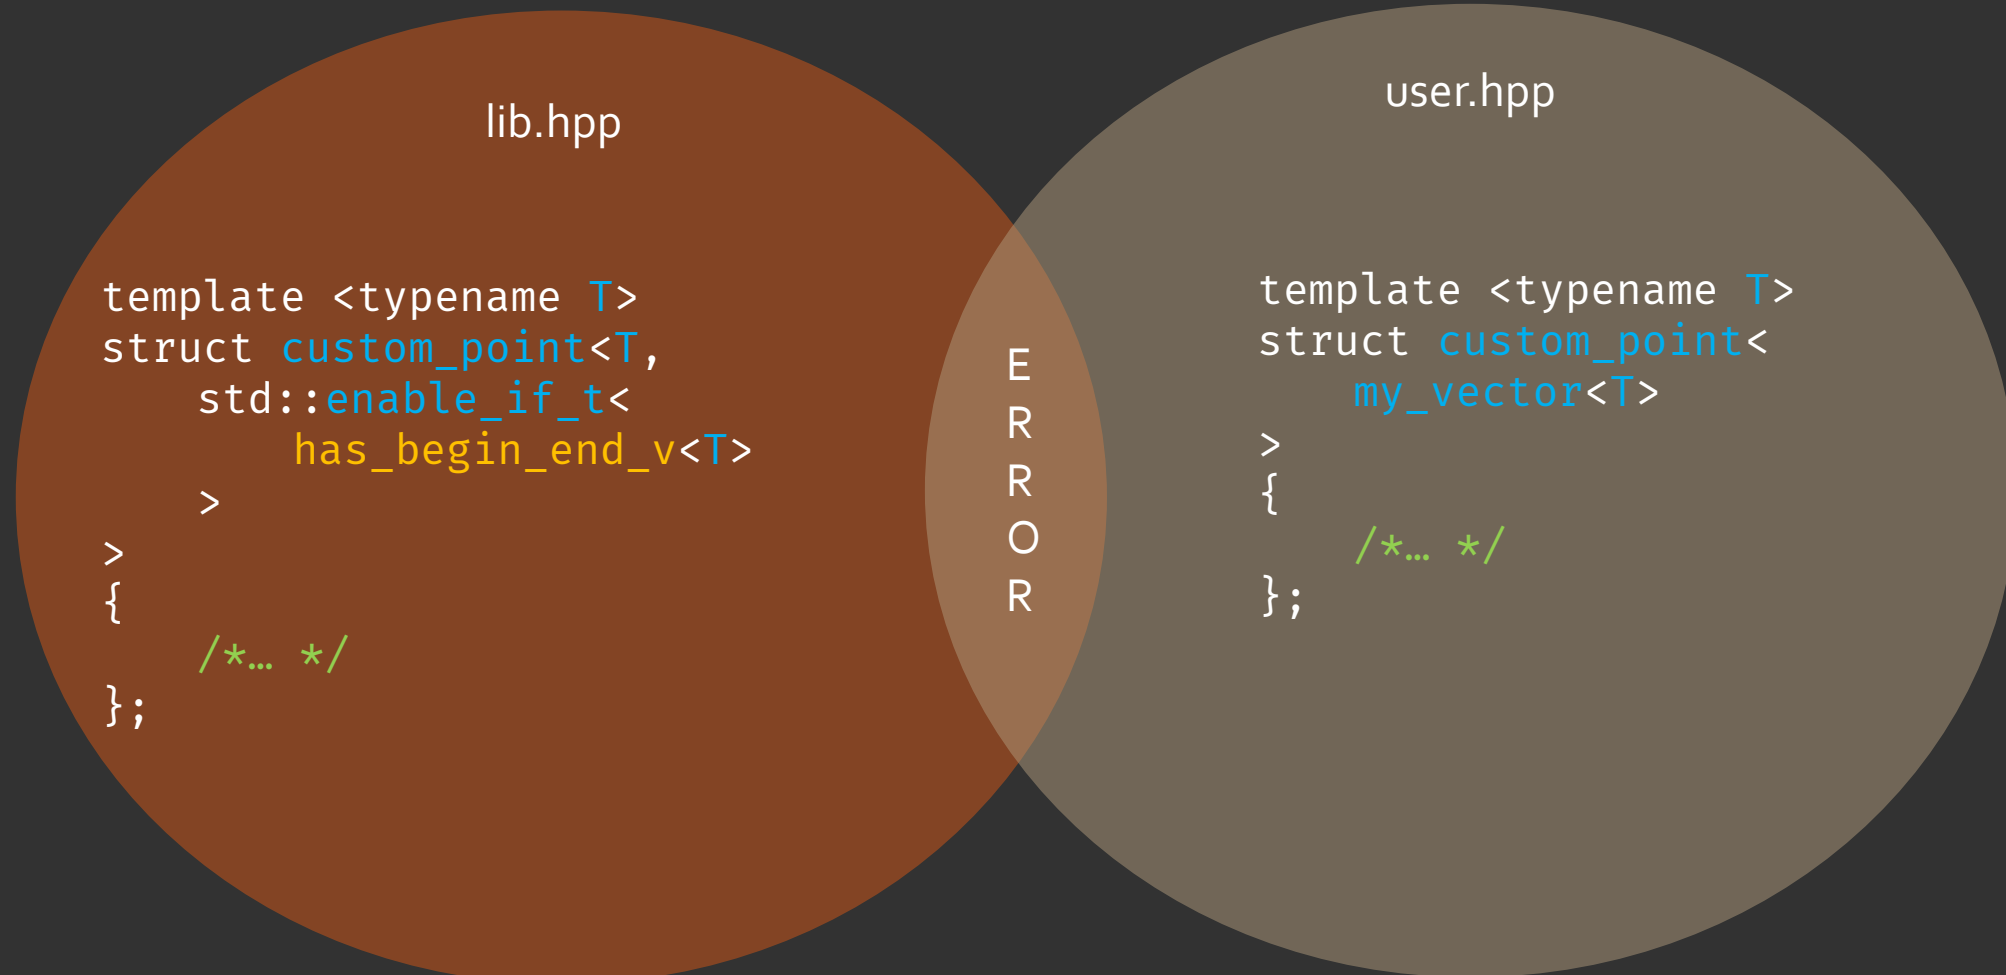 lib.hpp
template <typename T>
struct custom_point<T,
    std::enable_if_t<
        has_begin_end_v<T>
    >
>
{
    /*… */
};
E
R
R
O
R
user.hpp
template <typename T>
struct custom_point<
    my_vector<T>
>
{
    /*… */
};